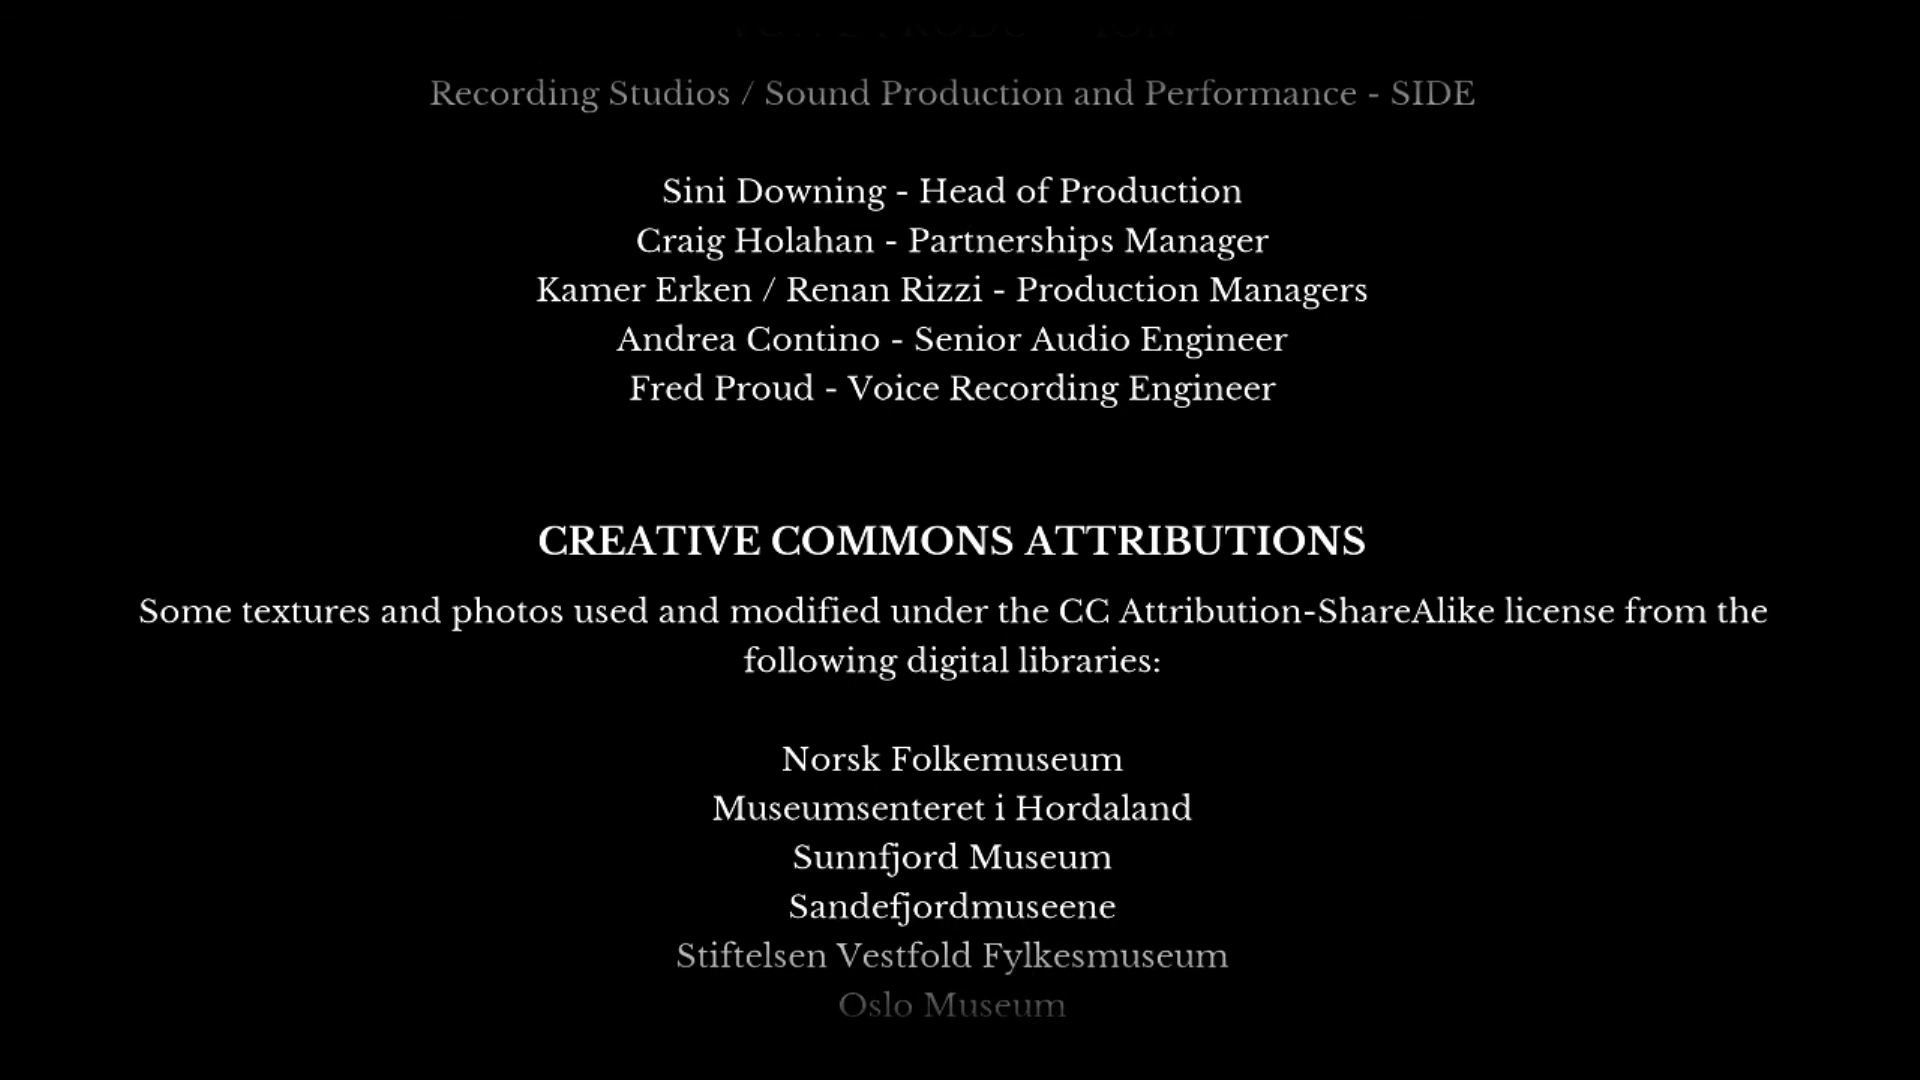 Recording Studios / Sound Production and Performance - SIDE
Sini Downing - Head of Production
Craig Holahan - Partnerships Manager
Kamer Erken / Renan Rizzi - Production Managers
Andrea Contino - Senior Audio Engineer
Fred Proud - Voice Recording Engineer
CREATIVE COMMONS ATTRIBUTIONS
Some textures and photos used and modified under the CC Attribution-ShareAlike license from the
following digital libraries:
Norsk Folkemuseum
Museumsenteret i Hordaland
Sunnfjord Museum
Sandefjordmuseene
Stiftelsen Vestfold Fylkesmuseum
Oslo Museum